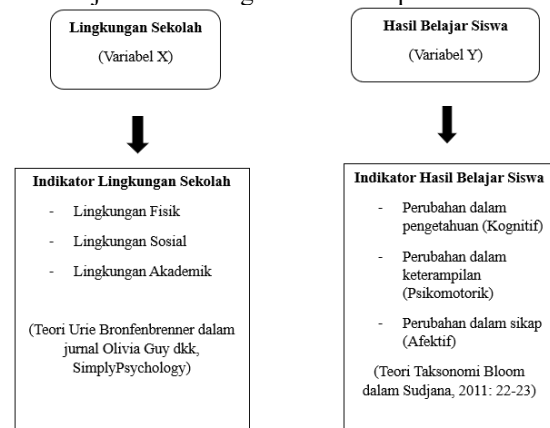 Lingkungan Sekolah
(Variabel X)
Indikator Lingkungan Sekolah
- Lingkungan Fisik
- Lingkungan Sosial
- Lingkungan Akademik
(Teori Urie Bronfenbrenner dalam
jurnal Olivia Guy dkk,
SimplyPsychology)
Hasil Belajar Siswa
(Variabel Y)
Indikator Hasil Belajar Siswa
- Perubahan dalam
pengetahuan (Kognitif)
- Perubahan dalam
keterampilan
(Psikomotorik)
- Perubahan dalam sikap
(Afektif)
(Teori Taksonomi Bloom
dalam Sudjana, 2011: 22-23)